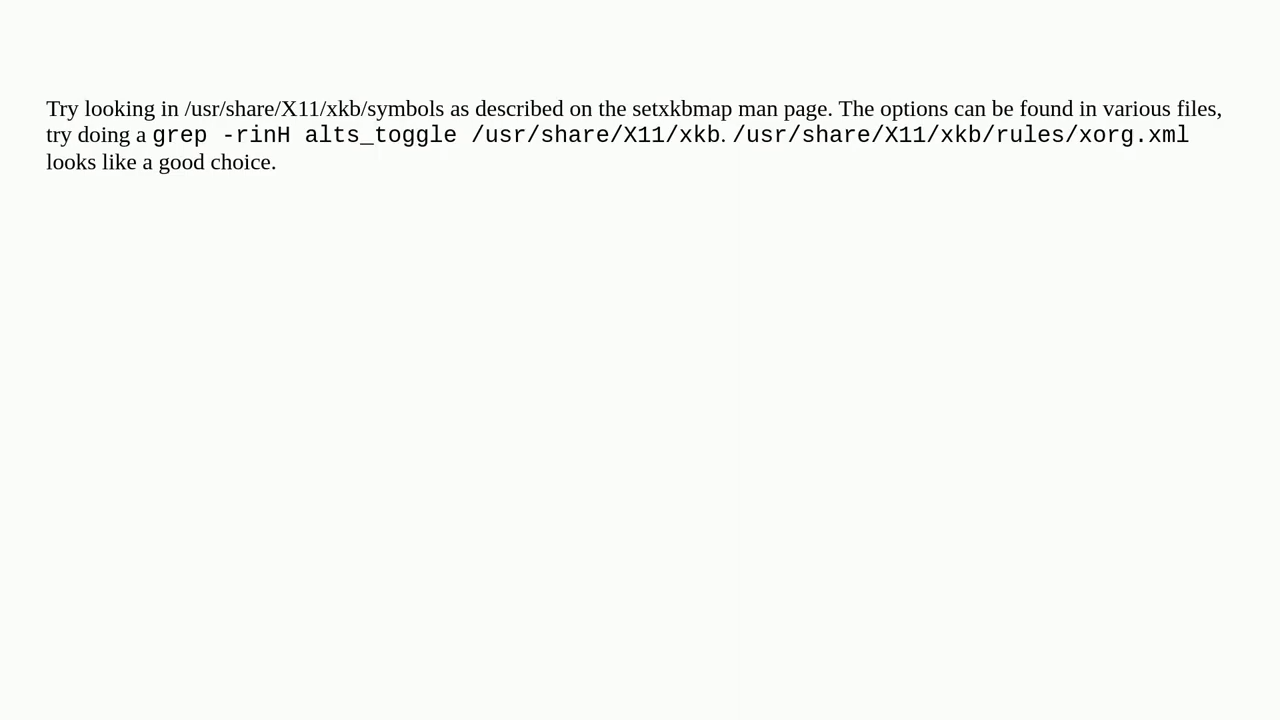 Try looking in /usr/share/X11/xkb/symbols as described on the setxkbmap man page. The options can be found in various files,
try doing a grep -rinH alts_toggle /usr/share/X11/xkb. /usr/share/X11/xkb/rules/xorg.xml
looks like a good choice.